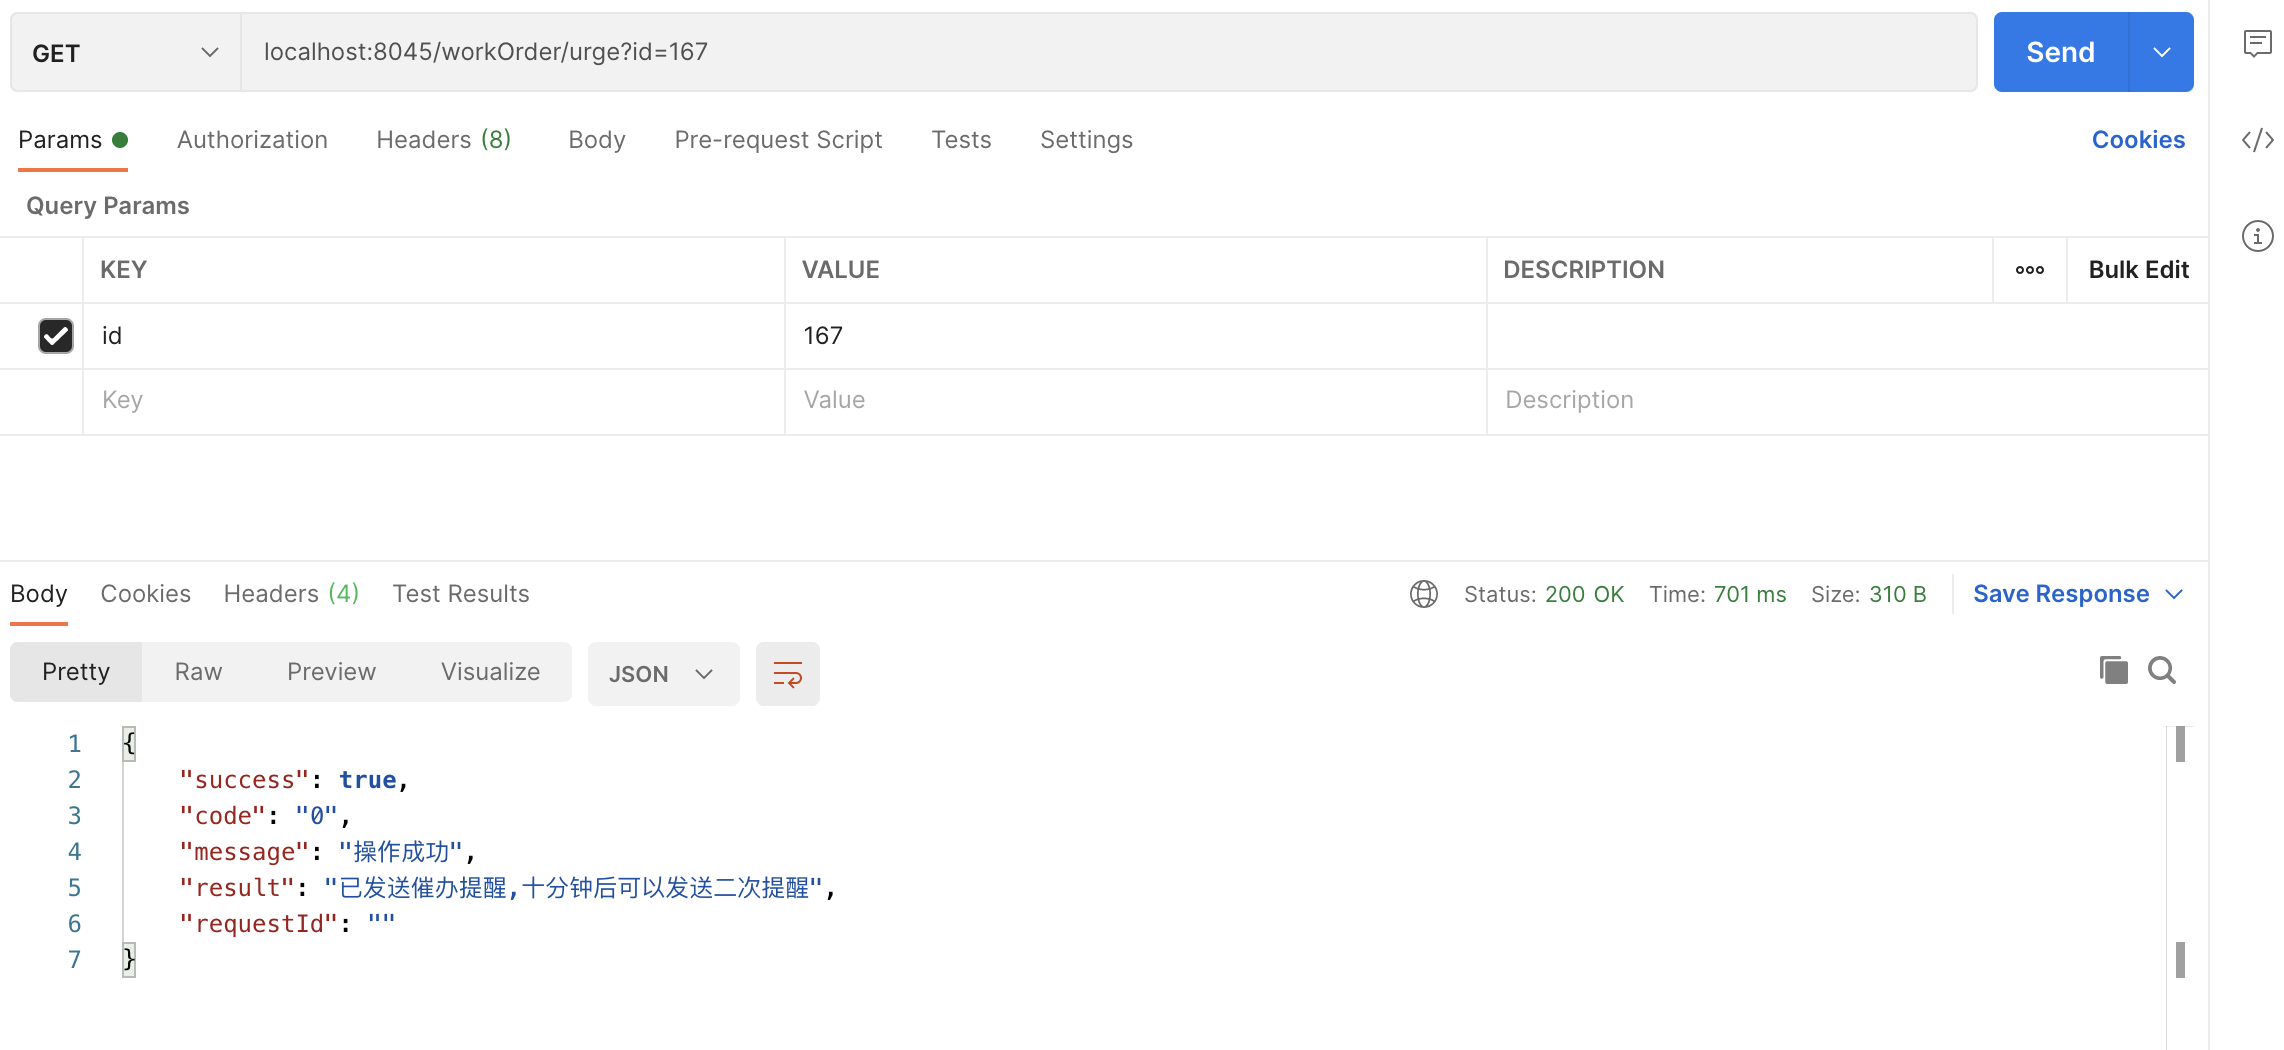 GET localhost:8045/workOrder/urge?id=167 Send
Params Authorization Headers (8) Body Pre-request Script Tests Settings Cookies
Query Params
KEY VALUE DESCRIPTION Bulk Edit
id 167
Key Value Description
Body Cookies Headers (4) Test Results Status: 200 OK Time: 701 ms Size: 310 B Save Response
Pretty Raw Preview Visualize JSON
1 {
2 "success": true,
3 "code": "0",
4 "message": "操作成功",
5 "result": "已发送催办提醒,十分钟后可以发送二次提醒",
6 "requestId": ""
7 }